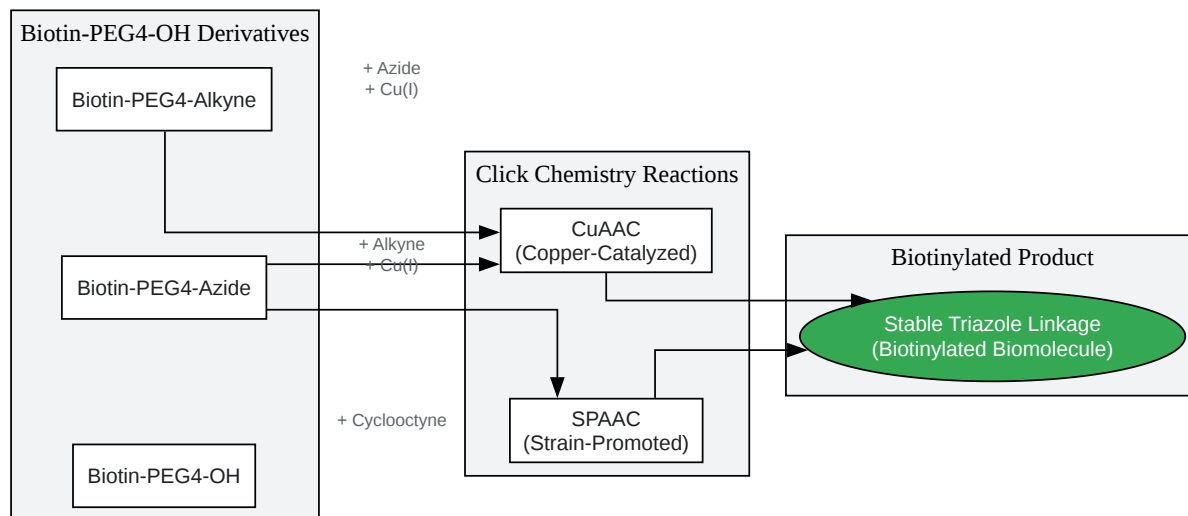 Biotin-PEG4-OH Derivatives
Biotin-PEG4-Alkyne
+ Azide
+ Cu(I)
Click Chemistry Reactions
CuAAC
(Copper-Catalyzed)
+ Alkyne
+ Cu(I)
Biotin-PEG4-Azide
Biotinylated Product
Stable Triazole Linkage
(Biotinylated Biomolecule)
+ Cyclooctyne
SPAAC
(Strain-Promoted)
Biotin-PEG4-OH